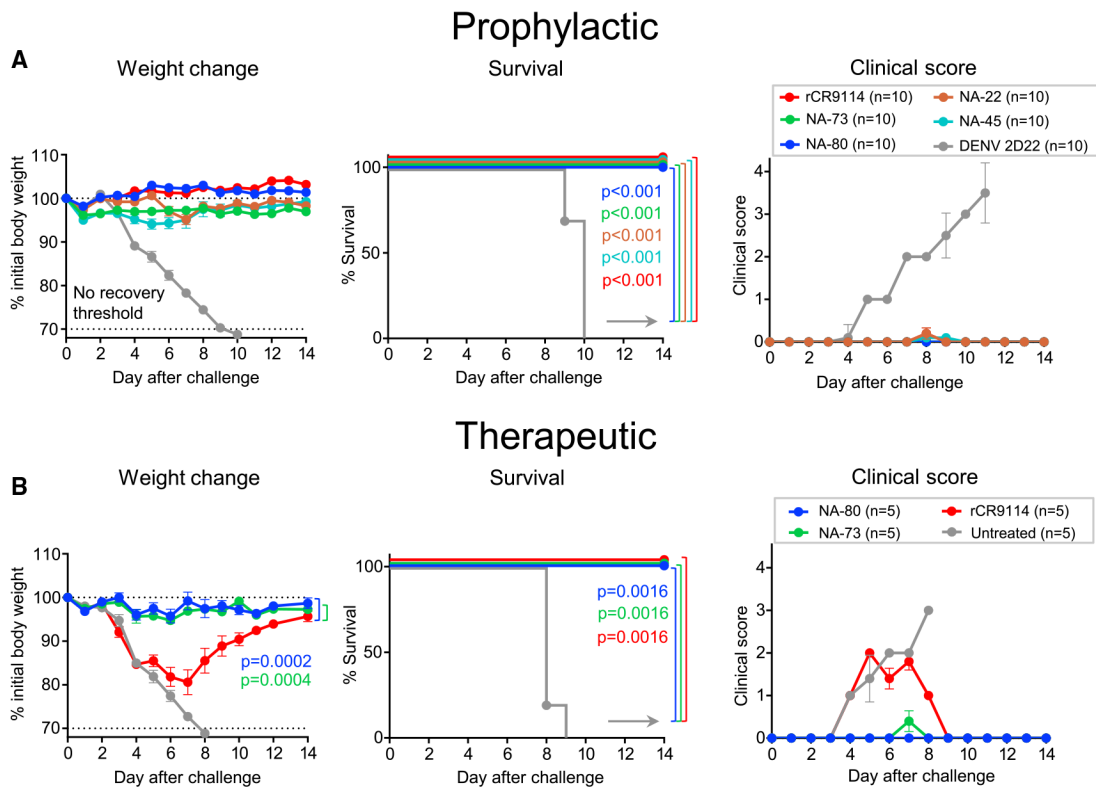 Prophylactic
A
Weight change
Survival
Clinical score
rCR9114 (n=10)
NA-22 (n=10)
NA-73 (n=10)
NA-45 (n=10)
NA-80 (n=10)
DENV 2D22 (n=10)
% initial body weight
110
100
90
80
70
No recovery
threshold
0 2 4 6 8 10 12 14
Day after challenge
% Survival
100
50
0
p<0.001
p<0.001
p<0.001
p<0.001
p<0.001
0 2 4 6 8 10 12 14
Day after challenge
Clinical score
4
3
2
1
0
0 2 4 6 8 10 12 14
Day after challenge
Therapeutic
B
Weight change
Survival
Clinical score
NA-80 (n=5)
rCR9114 (n=5)
NA-73 (n=5)
Untreated (n=5)
% initial body weight
110
100
90
80
70
p=0.0002
p=0.0004
0 2 4 6 8 10 12 14
Day after challenge
% Survival
100
50
0
p=0.0016
p=0.0016
p=0.0016
0 2 4 6 8 10 12 14
Day after challenge
Clinical score
4
3
2
1
0
0 2 4 6 8 10 12 14
Day after challenge